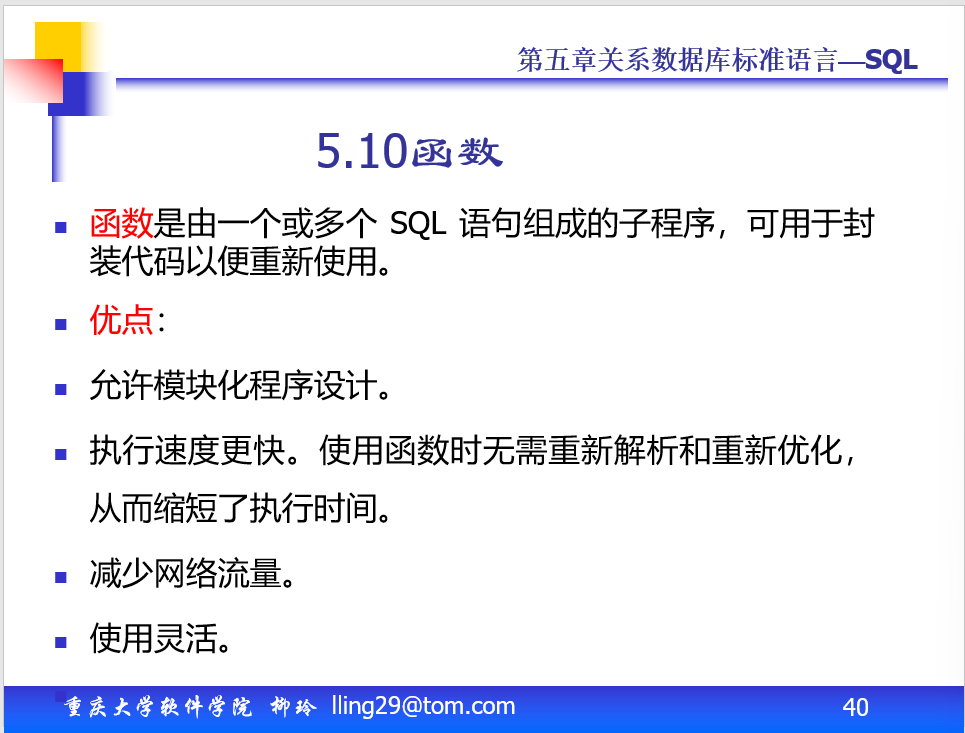 第五章关系数据库标准语言—SQL
5.10函数
函数是由一个或多个 SQL 语句组成的子程序，可用于封
装代码以便重新使用。
优点：
允许模块化程序设计。
执行速度更快。使用函数时无需重新解析和重新优化，
从而缩短了执行时间。
减少网络流量。
使用灵活。
重庆大学软件学院 柳玲 lling29@tom.com 40